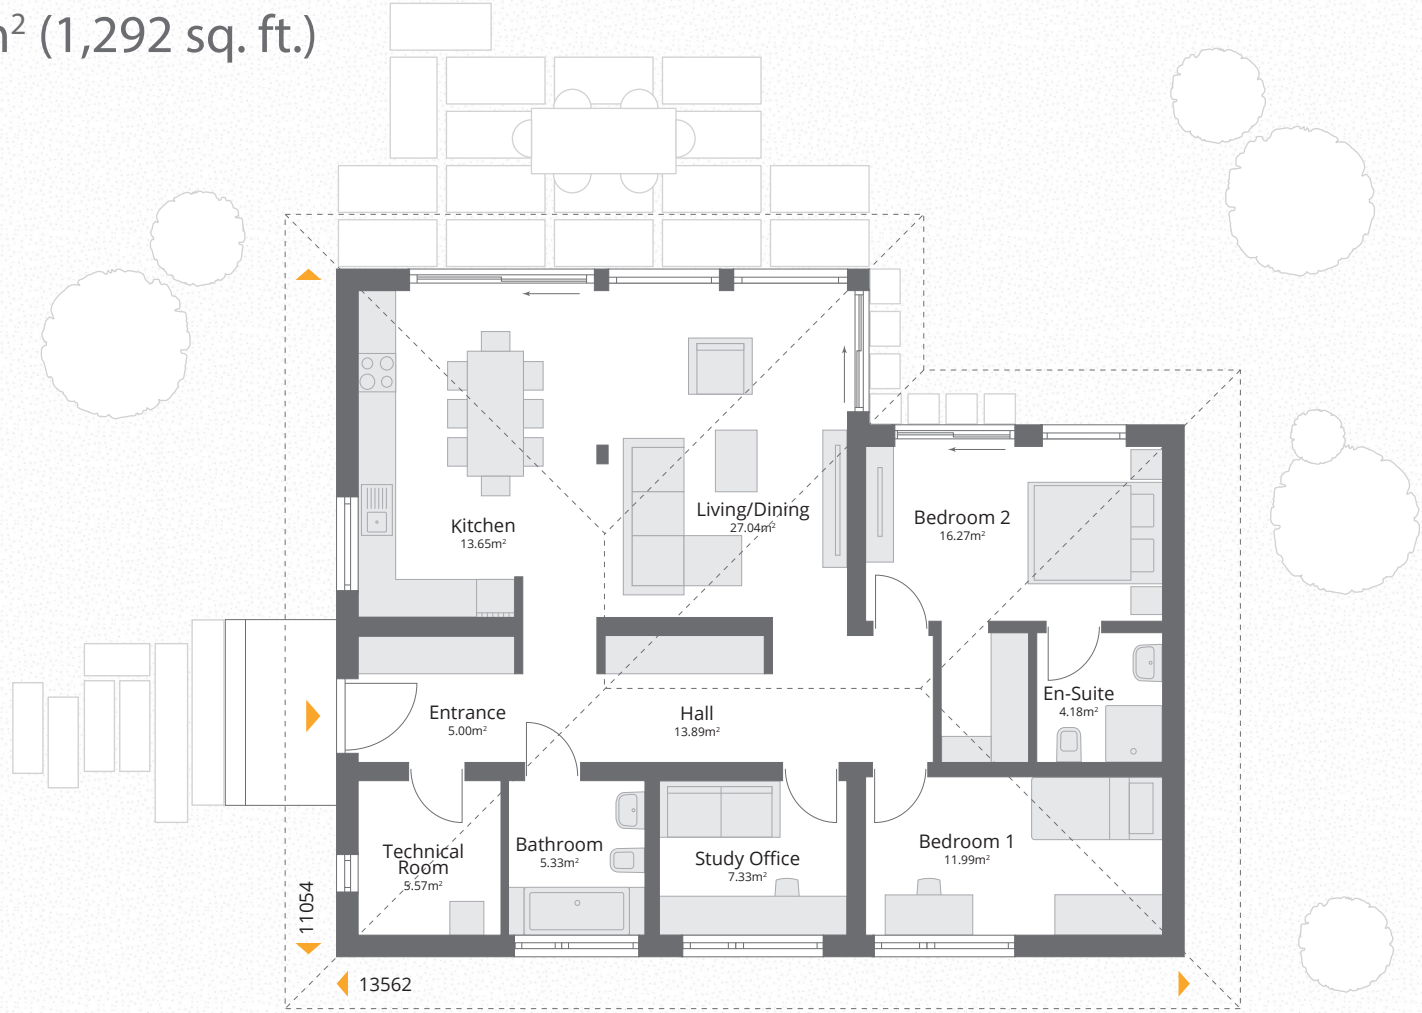 m² (1,292 sq. ft.)
Kitchen
13.65m²
Living/Dining
27.04m²
Bedroom 2
16.27m²
En-Suite
4.18m²
Entrance
5.00m²
Hall
13.89m²
Technical
Room
5.57m²
Bathroom
5.33m²
Study Office
7.33m²
Bedroom 1
11.99m²
11054
13562